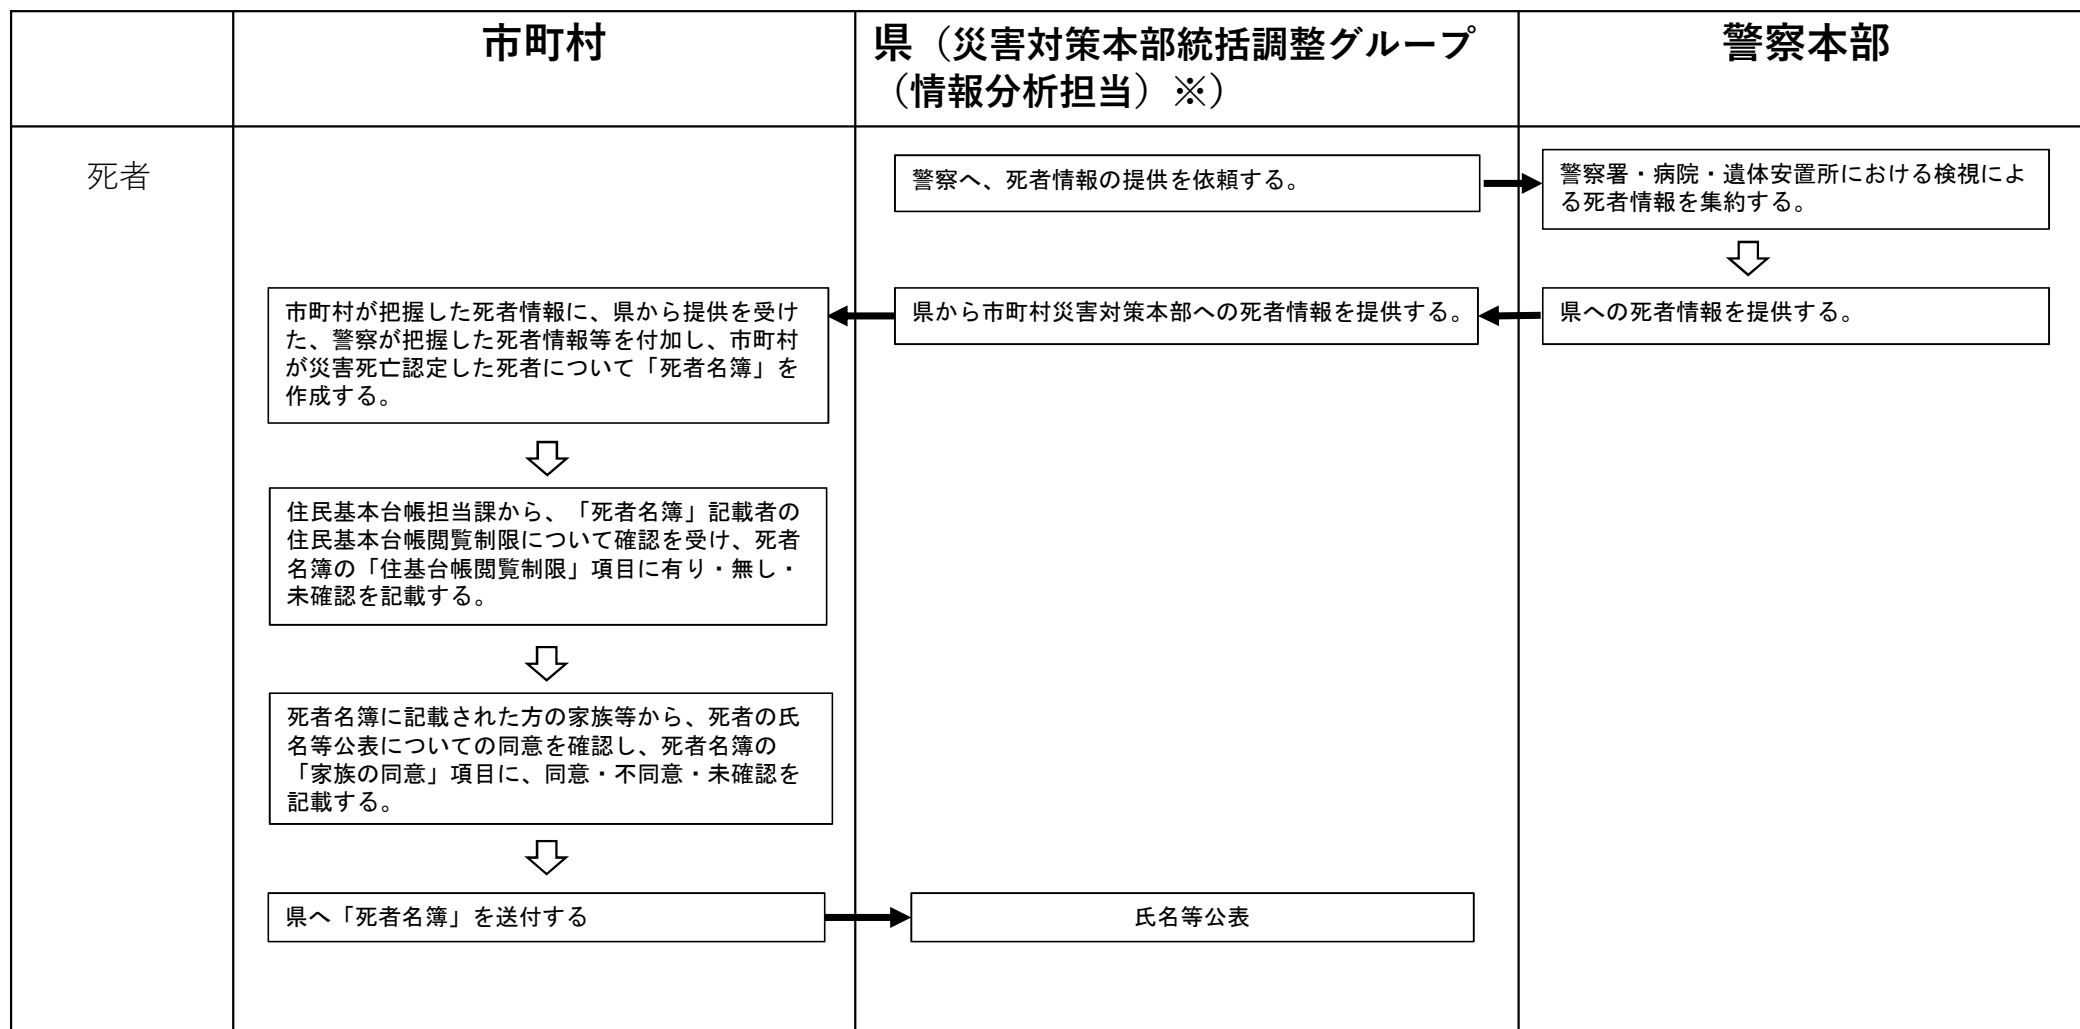 市町村
県（災害対策本部統括調整グループ
（情報分析担当）※）
警察本部
死者
警察へ、死者情報の提供を依頼する。
警察署・病院・遺体安置所における検視によ
る死者情報を集約する。
市町村が把握した死者情報に、県から提供を受け
た、警察が把握した死者情報等を付加し、市町村
が災害死亡認定した死者について「死者名簿」を
作成する。
県から市町村災害対策本部への死者情報を提供する。
県への死者情報を提供する。
住民基本台帳担当課から、「死者名簿」記載者の
住民基本台帳閲覧制限について確認を受け、死者
名簿の「住基台帳閲覧制限」項目に有り・無し・
未確認を記載する。
死者名簿に記載された方の家族等から、死者の氏
名等公表についての同意を確認し、死者名簿の
「家族の同意」項目に、同意・不同意・未確認を
記載する。
県へ「死者名簿」を送付する
氏名等公表